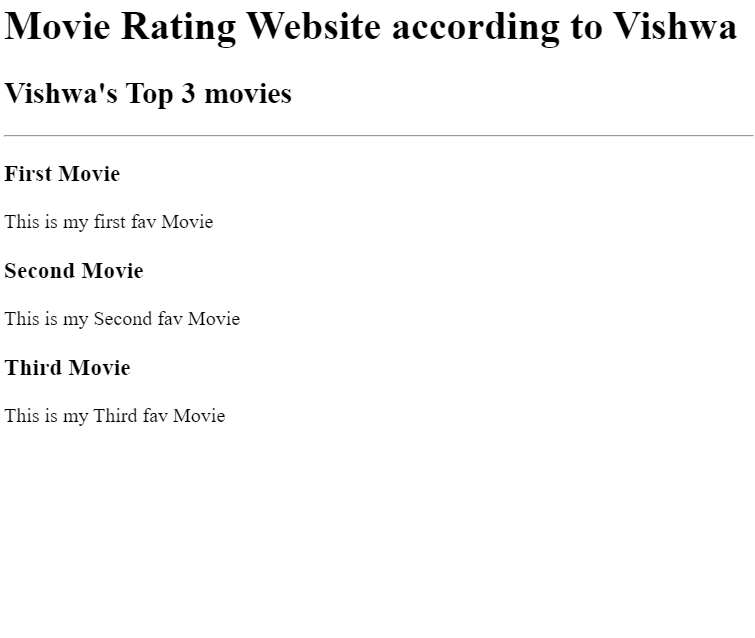 Movie Rating Website according to Vishwa
Vishwa's Top 3 movies
First Movie
This is my first fav Movie
Second Movie
This is my Second fav Movie
Third Movie
This is my Third fav Movie